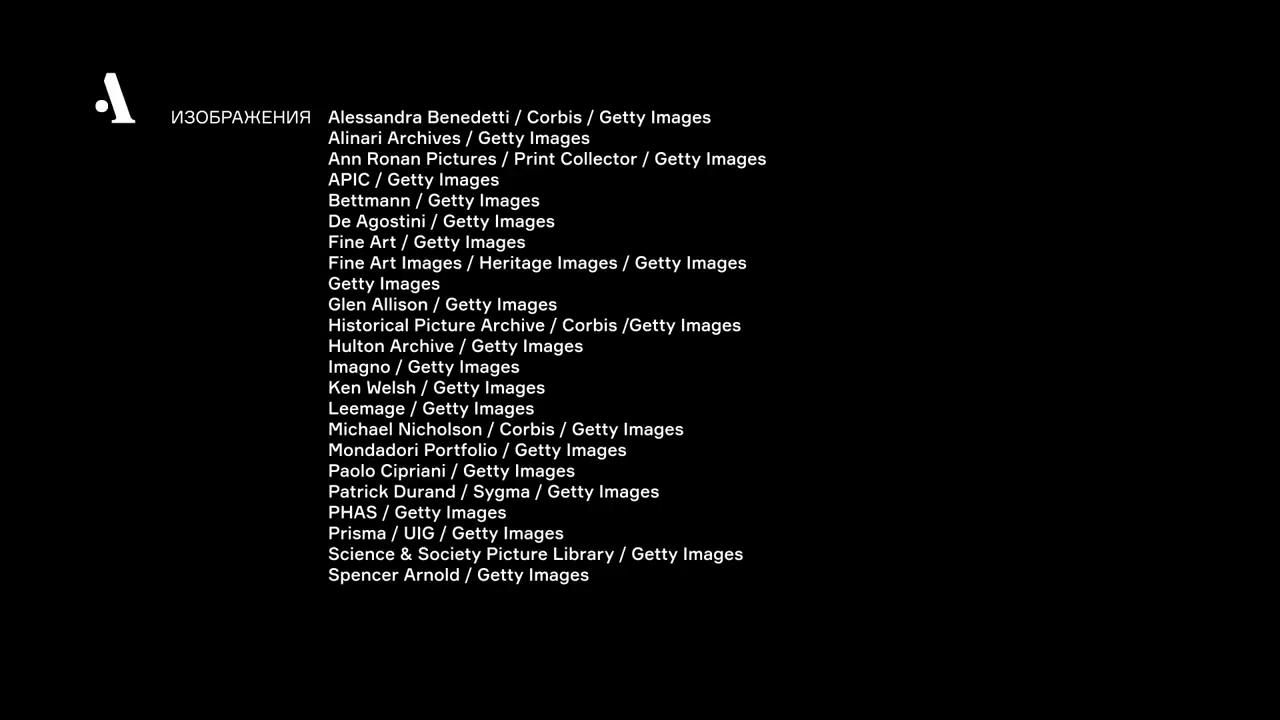 ИЗОБРАЖЕНИЯ Alessandra Benedetti / Corbis / Getty Images
Alinari Archives / Getty Images
Ann Ronan Pictures / Print Collector / Getty Images
APIC / Getty Images
Bettmann / Getty Images
De Agostini / Getty Images
Fine Art / Getty Images
Fine Art Images / Heritage Images / Getty Images
Getty Images
Glen Allison / Getty Images
Historical Picture Archive / Corbis /Getty Images
Hulton Archive / Getty Images
Imagno / Getty Images
Ken Welsh / Getty Images
Leemage / Getty Images
Michael Nicholson / Corbis / Getty Images
Mondadori Portfolio / Getty Images
Paolo Cipriani / Getty Images
Patrick Durand / Sygma / Getty Images
PHAS / Getty Images
Prisma / UIG / Getty Images
Science & Society Picture Library / Getty Images
Spencer Arnold / Getty Images